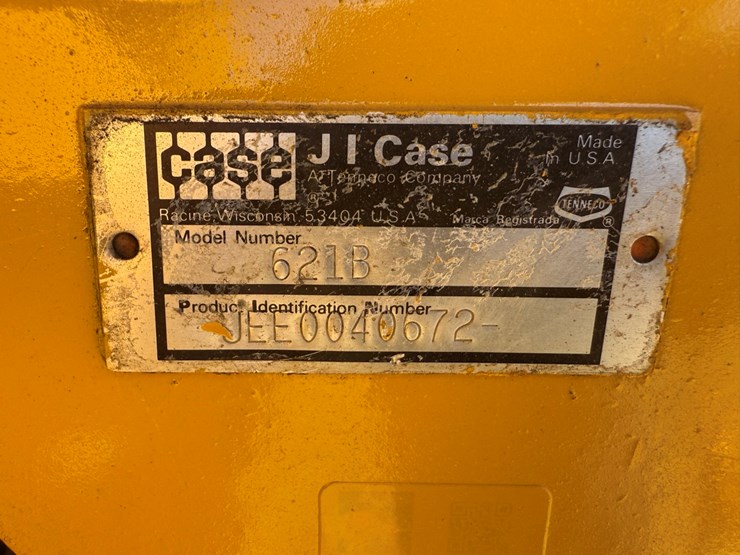 case
J I Case
Made
in U.S.A.
A Tenneco Company
®
TENNECO
Racine, Wisconsin 53404 U.S.A.
Marca Registrada
®
Model Number
621B
Product Identification Number
JEE0040672-